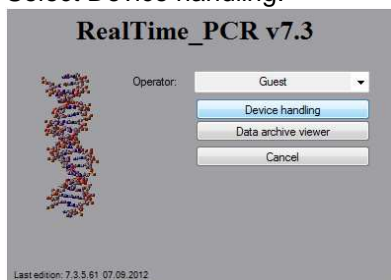 Select Device handling.
RealTime_PCR v7.3
Operator: Guest
Device handling
Data archive viewer
Cancel
Last edition: 7.3.5.61 07.09.2012